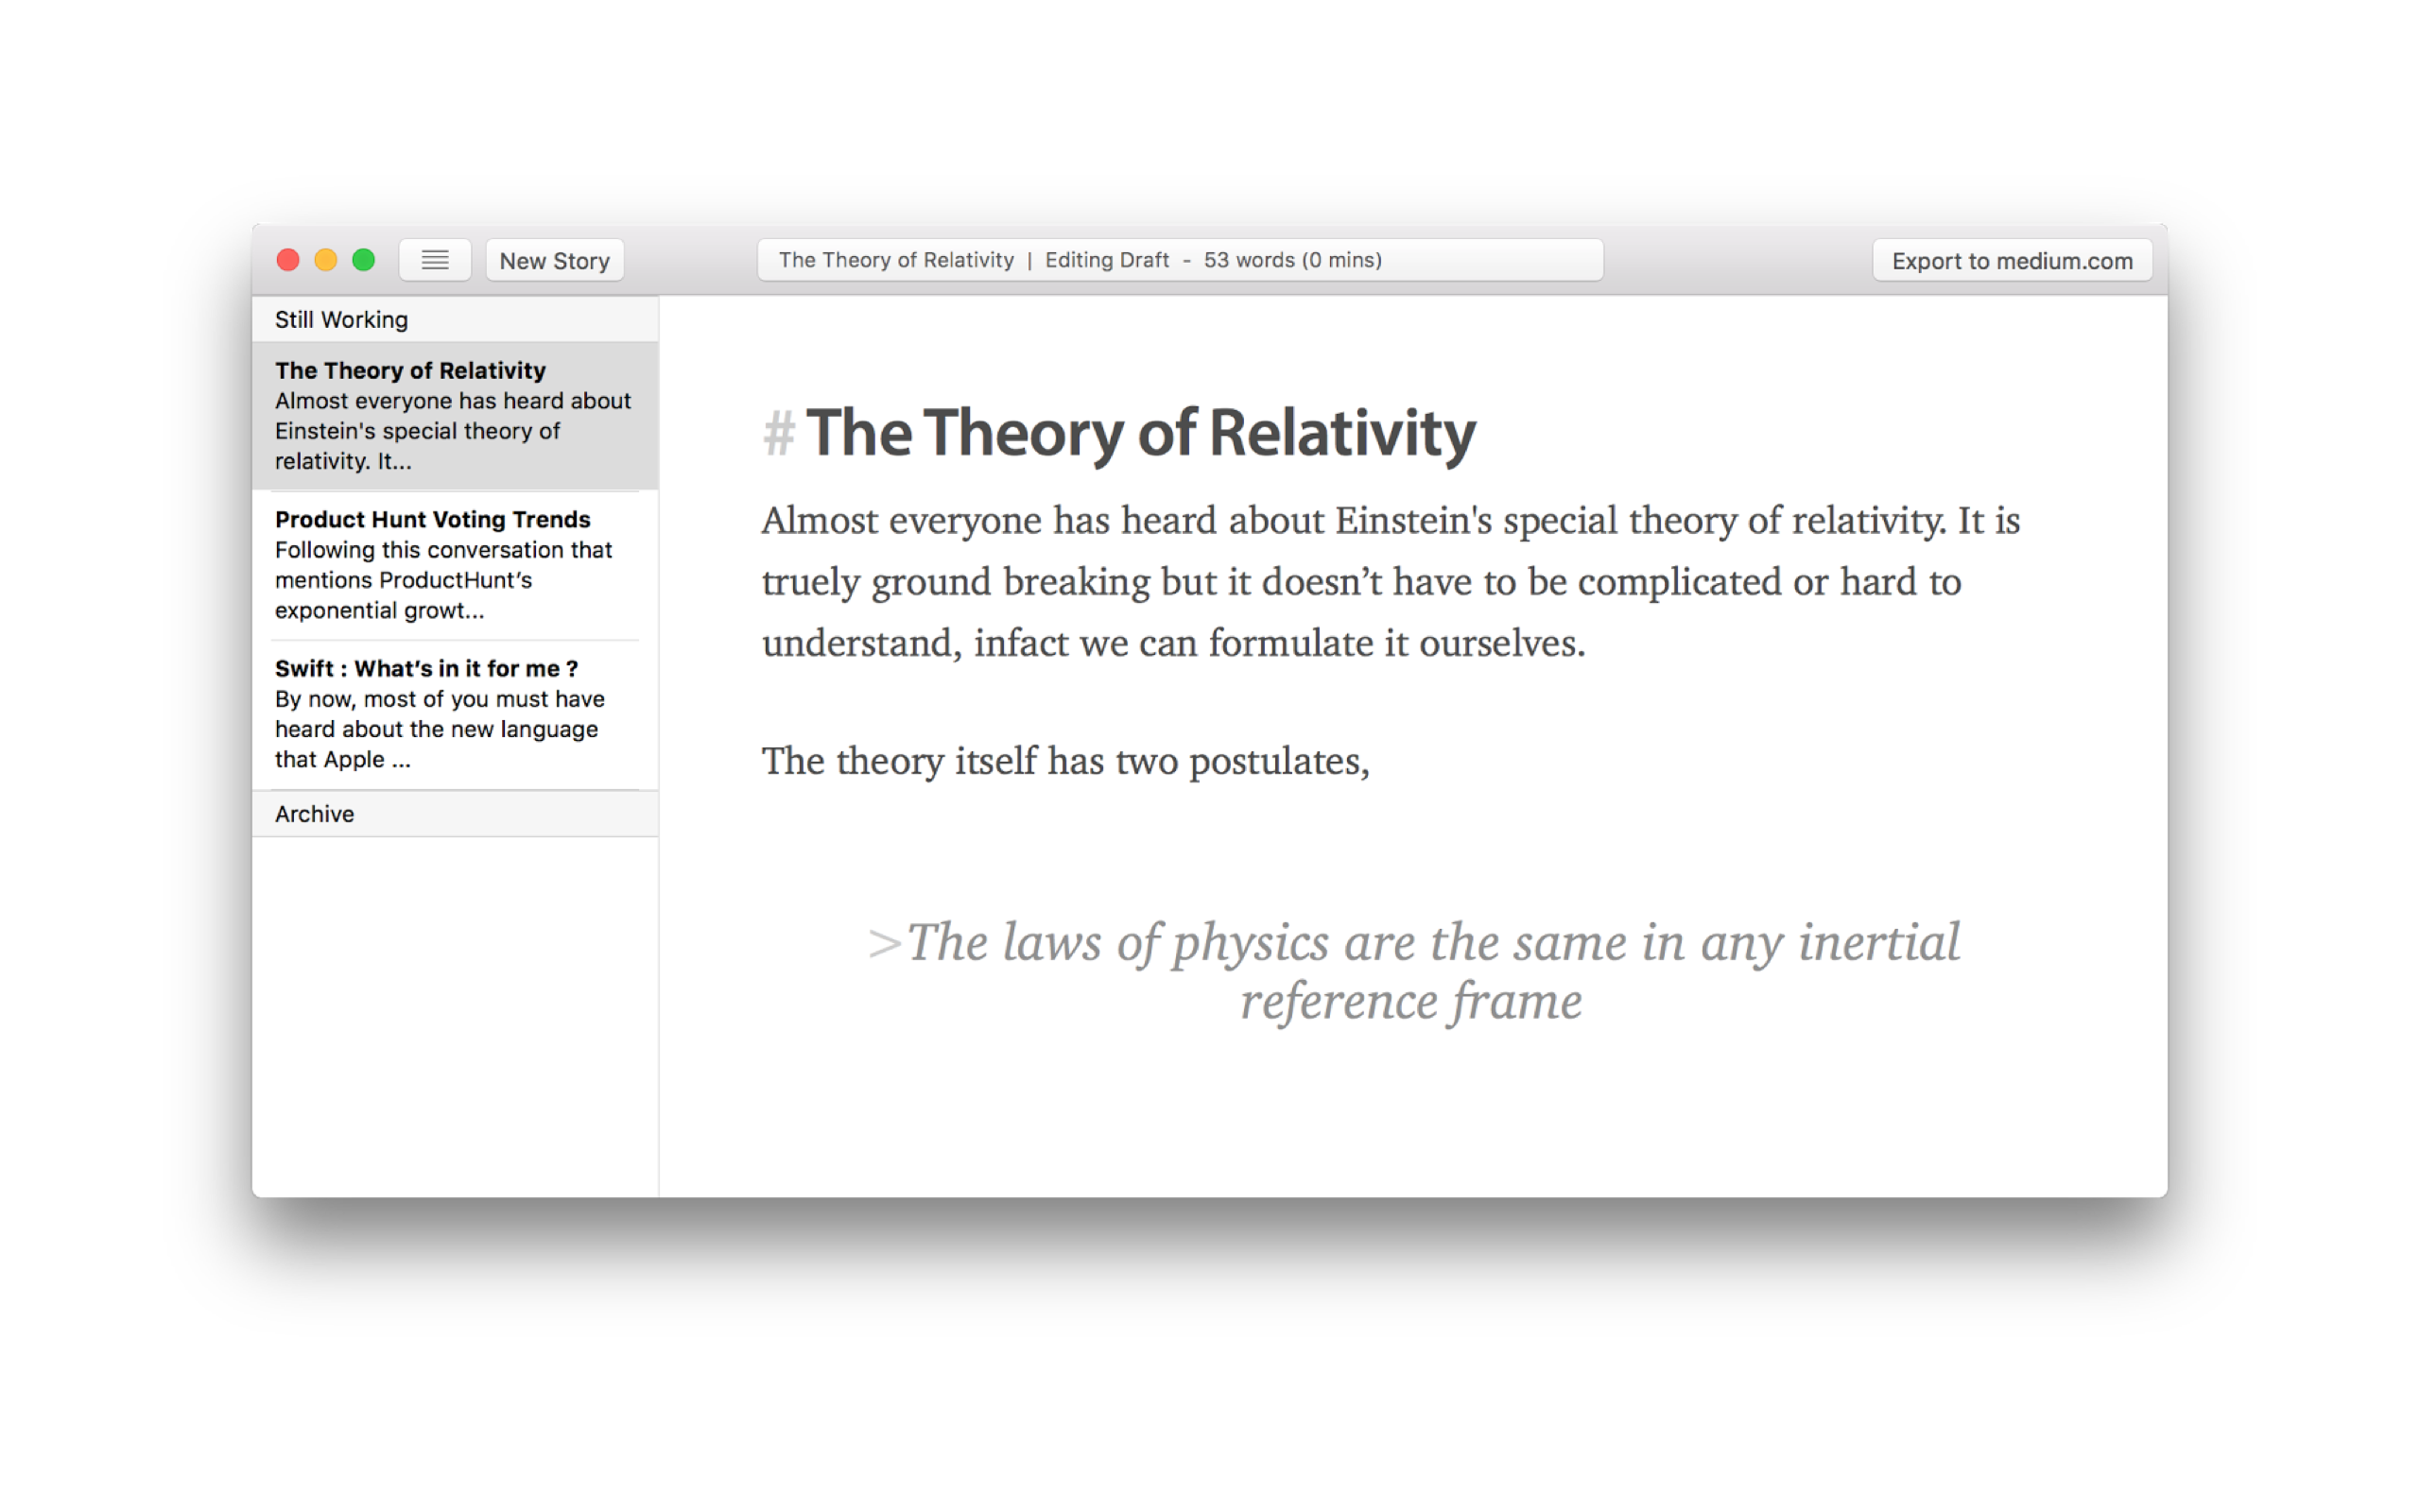 New Story
The Theory of Relativity | Editing Draft - 53 words (0 mins)
Export to medium.com
Still Working
The Theory of Relativity
Almost everyone has heard about
Einstein's special theory of
relativity. It...
Product Hunt Voting Trends
Following this conversation that
mentions ProductHunt’s
exponential growt...
Swift : What’s in it for me ?
By now, most of you must have
heard about the new language
that Apple ...
Archive
# The Theory of Relativity
Almost everyone has heard about Einstein's special theory of relativity. It is
truely ground breaking but it doesn’t have to be complicated or hard to
understand, infact we can formulate it ourselves.
The theory itself has two postulates,
>The laws of physics are the same in any inertial
reference frame